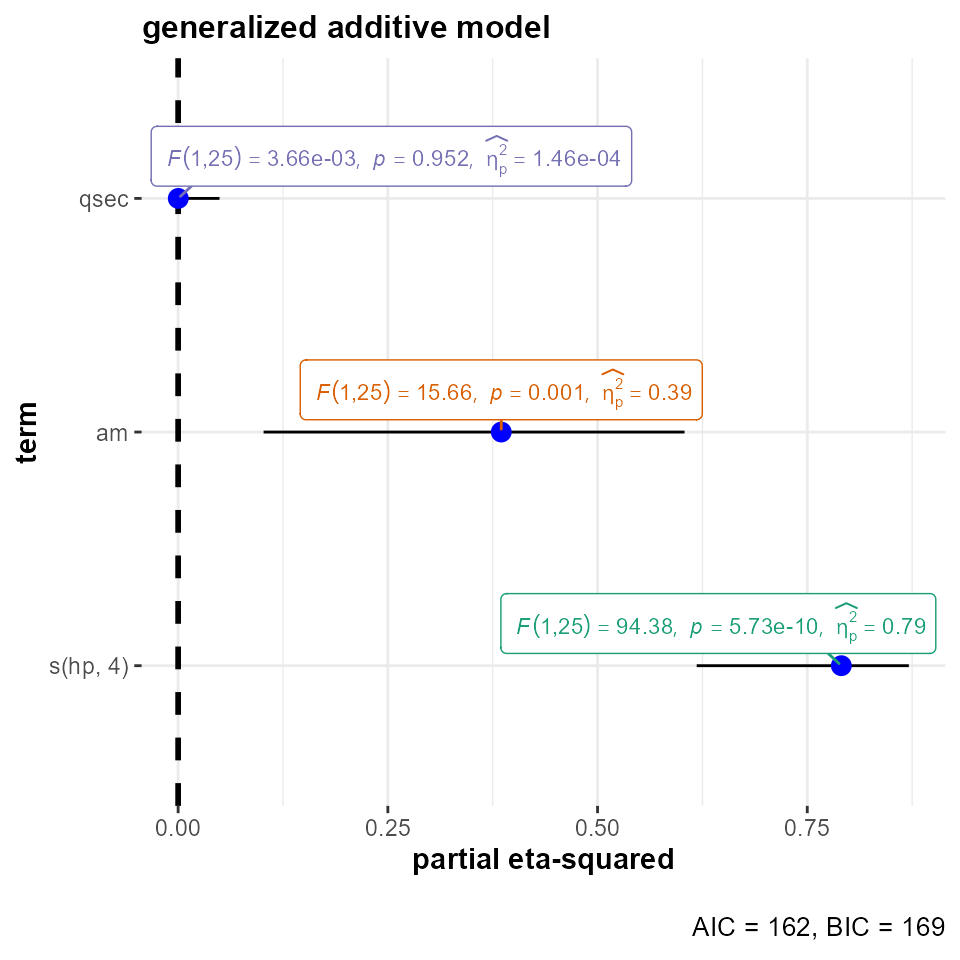 generalized additive model
F(1,25) = 3.66e-03, p = 0.952, η̂²ₚ = 1.46e-04
qsec
F(1,25) = 15.66, p = 0.001, η̂²ₚ = 0.39
am
term
F(1,25) = 94.38, p = 5.73e-10, η̂²ₚ = 0.79
s(hp, 4)
0.00 0.25 0.50 0.75
partial eta-squared
AIC = 162, BIC = 169